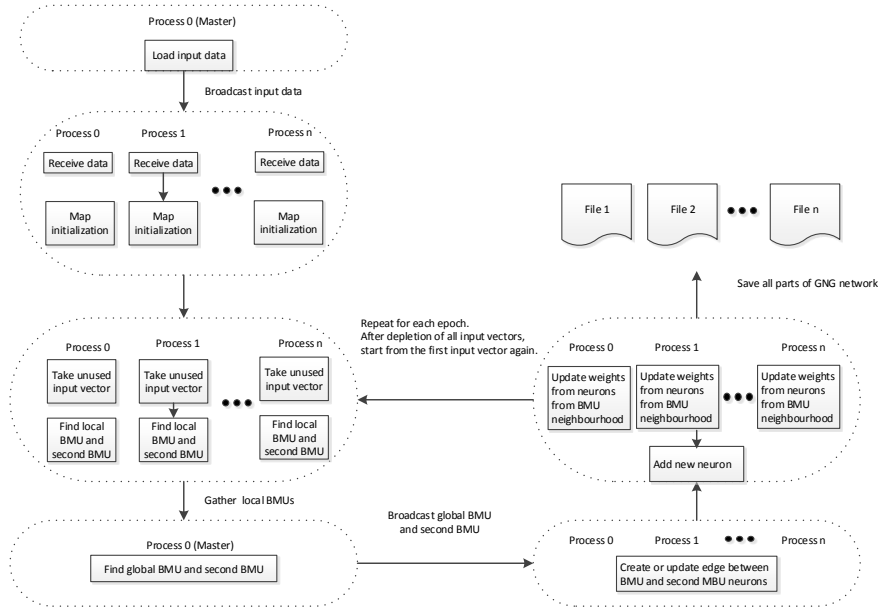 Process 0 (Master)
Load input data
Broadcast input data
Process 0
Process 1
Process n
Receive data
Receive data
Receive data
Map
initialization
Map
initialization
Map
initialization
File 1
File 2
File n
Save all parts of GNG network
Repeat for each epoch.
After depletion of all input vectors,
start from the first input vector again.
Process 0
Process 1
Process n
Take unused
input vector
Take unused
input vector
Take unused
input vector
Find local
BMU and
second BMU
Find local
BMU and
second BMU
Find local
BMU and
second BMU
Process 0
Process 1
Process n
Update weights
from neurons
from BMU
neighbourhood
Update weights
from neurons
from BMU
neighbourhood
Update weights
from neurons
from BMU
neighbourhood
Add new neuron
Gather local BMUs
Broadcast global BMU
and second BMU
Process 0 (Master)
Find global BMU and second BMU
Process 0
Process 1
Process n
Create or update edge between
BMU and second MBU neurons